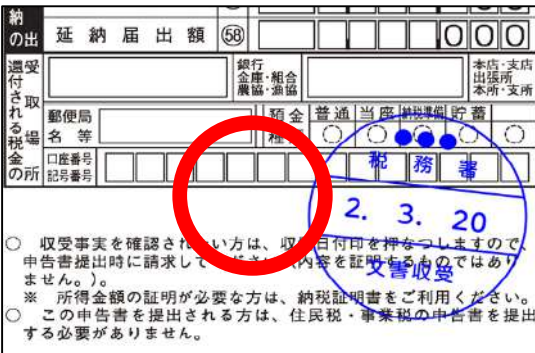 納の出
延納届出額 58 000
還付される税金の受取場所
銀行 金庫・組合 農協・漁協
本店・支店 出張所 本所・支所
郵便局名等
預金種類 普通 当座 納税準備 貯蓄
口座番号 記号番号
税務署
2. 3. 20
文書収受
○ 収受事実を確認されたい方は、収受日付印を押なつしますので、
申告書提出時に請求してください（内容を証明するものではあり
ません。）。
※ 所得金額の証明が必要な方は、納税証明書をご利用ください。
○ この申告書を提出される方は、住民税・事業税の申告書を提出
する必要がありません。